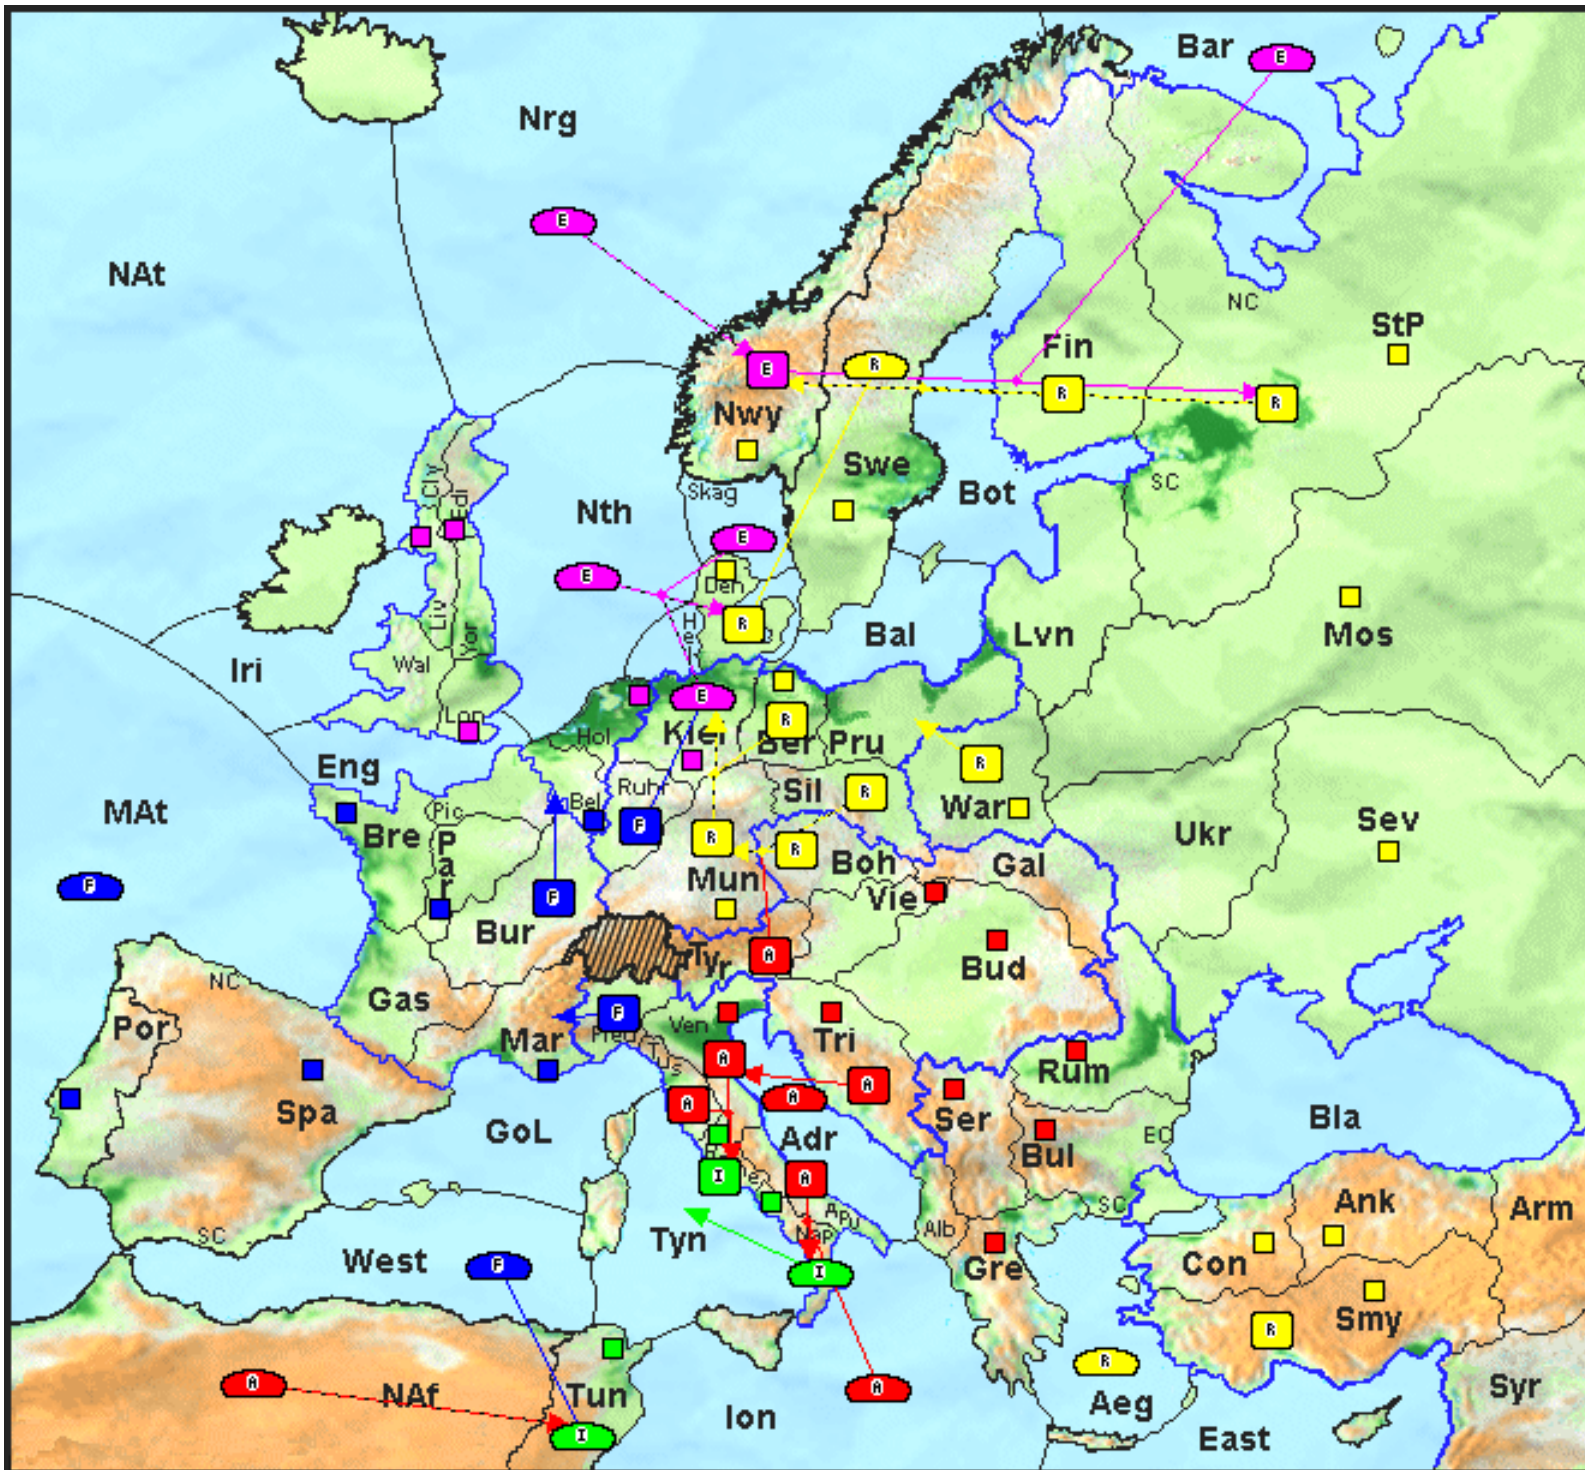 Bar
E
Nrg
E
NAt
NC
StP
Fin
E
R
R
R
Nwy
Swe
Bot
SC
Cly
Edi
Skag
Nth
E
E
Den
Liv
Yor
R
Bal
Lvn
Mos
Iri
Wal
E
Lon
Hol
Kiel
R
Ber
Pru
Eng
R
Ruhr
Sil
R
MAt
Pic
Bel
War
Bre
Par
F
R
R
Boh
Gal
Ukr
Sev
F
Mun
Vie
F
Bur
Tyr
A
Bud
NC
Gas
Por
F
Ven
Mar
Pied
Tri
Tus
A
A
Rum
Spa
A
A
Ser
GoL
Adr
Bla
Bul
EC
I
A
Ank
Apu
Arm
SC
Tyn
Nap
Alb
SC
West
F
I
Gre
Con
Smy
R
R
A
NAf
Tun
A
Aeg
Syr
Ion
I
East